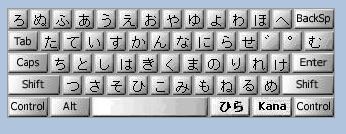 ろ ぬ ふ あ う え お や ゆ よ わ ほ へ BackSp
Tab た て い す か ん な に ら せ ゛ ゜ む
Caps ち と し は き く ま の り れ け Enter
Shift つ さ そ ひ こ み も ね る め Shift
Control Alt ひら Kana Control